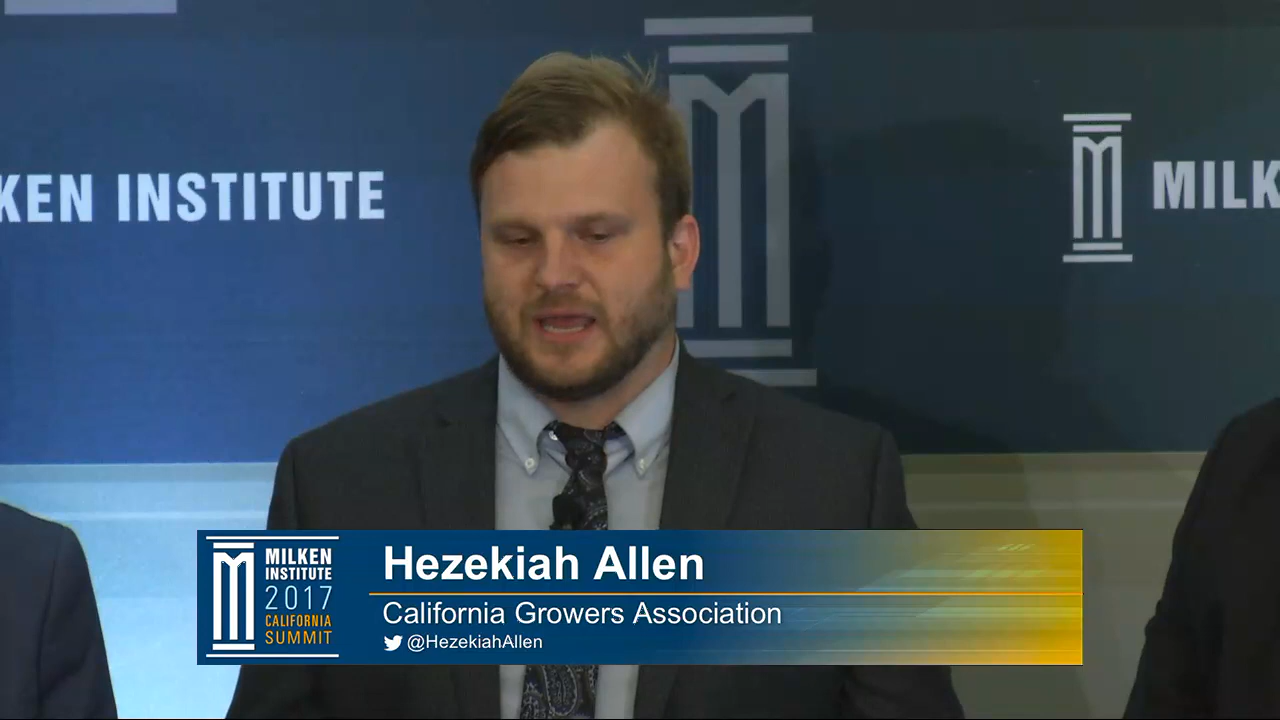 KEN INSTITUTE
MILK
MILKEN
INSTITUTE
2017
CALIFORNIA
SUMMIT
Hezekiah Allen
California Growers Association
@HezekiahAllen